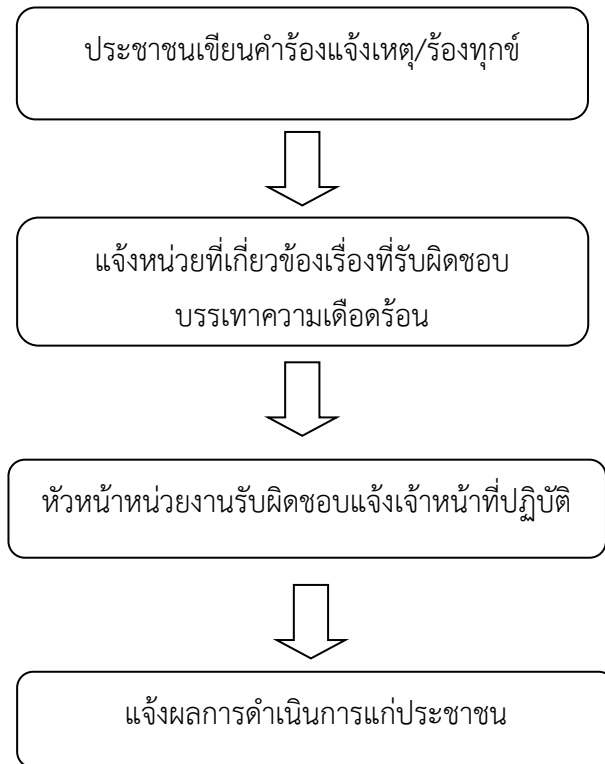 ประชาชนเขียนคำร้องแจ้งเหตุ/ร้องทุกข์
แจ้งหน่วยที่เกี่ยวข้องเรื่องที่รับผิดชอบ
บรรเทาความเดือดร้อน
หัวหน้าหน่วยงานรับผิดชอบแจ้งเจ้าหน้าที่ปฏิบัติ
แจ้งผลการดำเนินการแก่ประชาชน